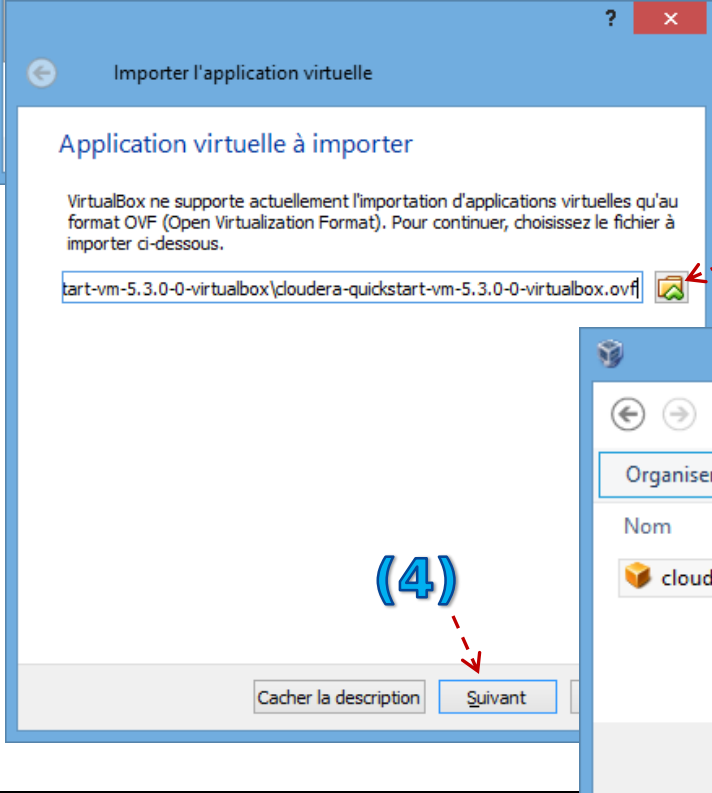 ?
Importer l'application virtuelle
Application virtuelle à importer
VirtualBox ne supporte actuellement l'importation d'applications virtuelles qu'au
format OVF (Open Virtualization Format). Pour continuer, choisissez le fichier à
importer ci-dessous.
tart-vm-5.3.0-0-virtualbox\cloudera-quickstart-vm-5.3.0-0-virtualbox.ovf
Organiser
Nom
cloud
(4)
Cacher la description Suivant